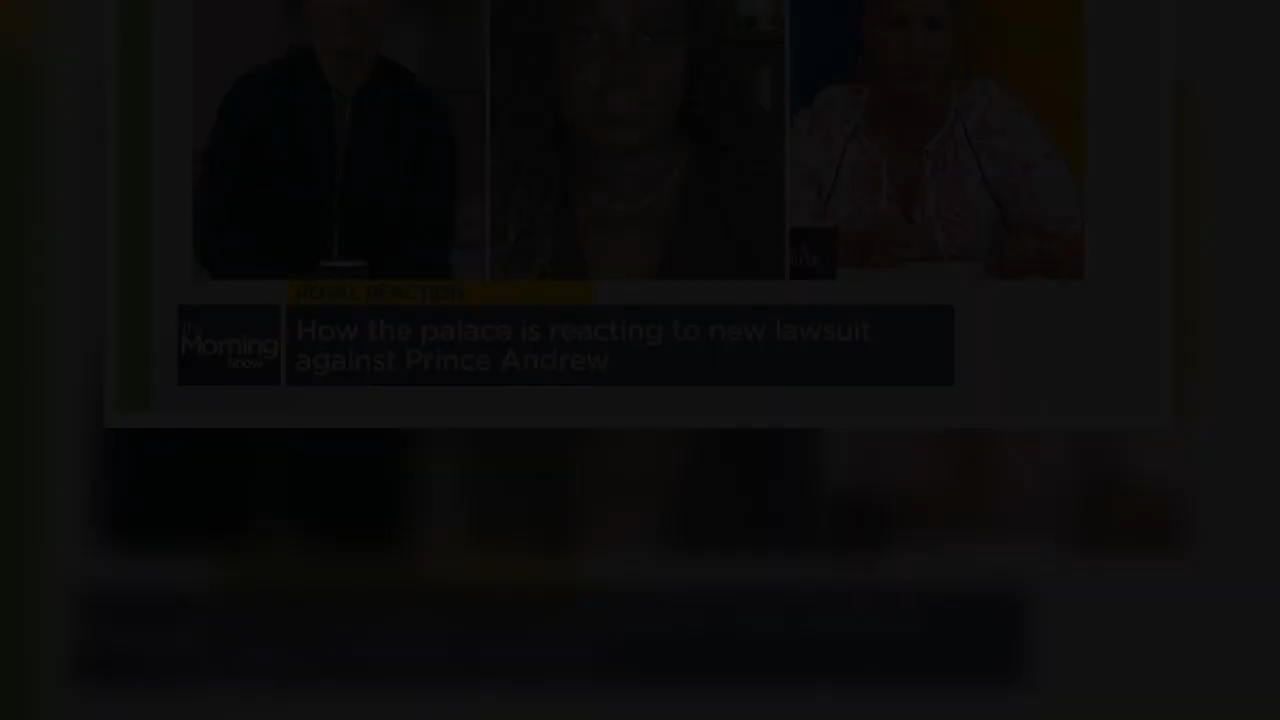 ROYAL REACTION
How the palace is reacting to new lawsuit
against Prince Andrew
The
Morning
Show